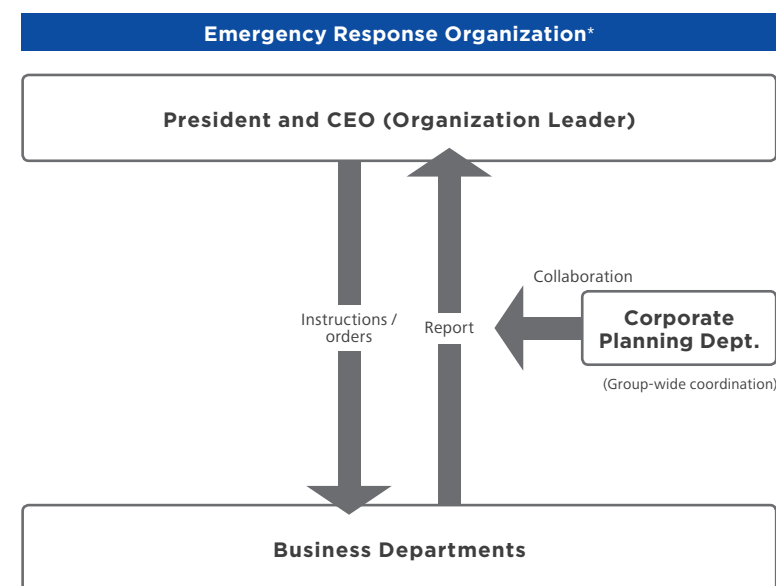 Emergency Response Organization*
President and CEO (Organization Leader)
Collaboration
Instructions /
orders
Report
Corporate
Planning Dept.
(Group-wide coordination)
Business Departments